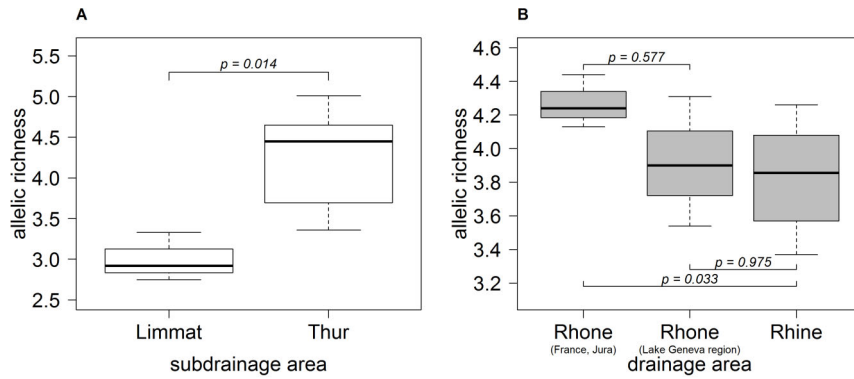 A
allelic richness
5.5
5.0
4.5
4.0
3.5
3.0
2.5
p = 0.014
Limmat
Thur
subdrainage area
B
allelic richness
4.6
4.4
4.2
4.0
3.8
3.6
3.4
3.2
p = 0.577
p = 0.975
p = 0.033
Rhone
(France, Jura)
Rhone
(Lake Geneva region)
Rhine
drainage area